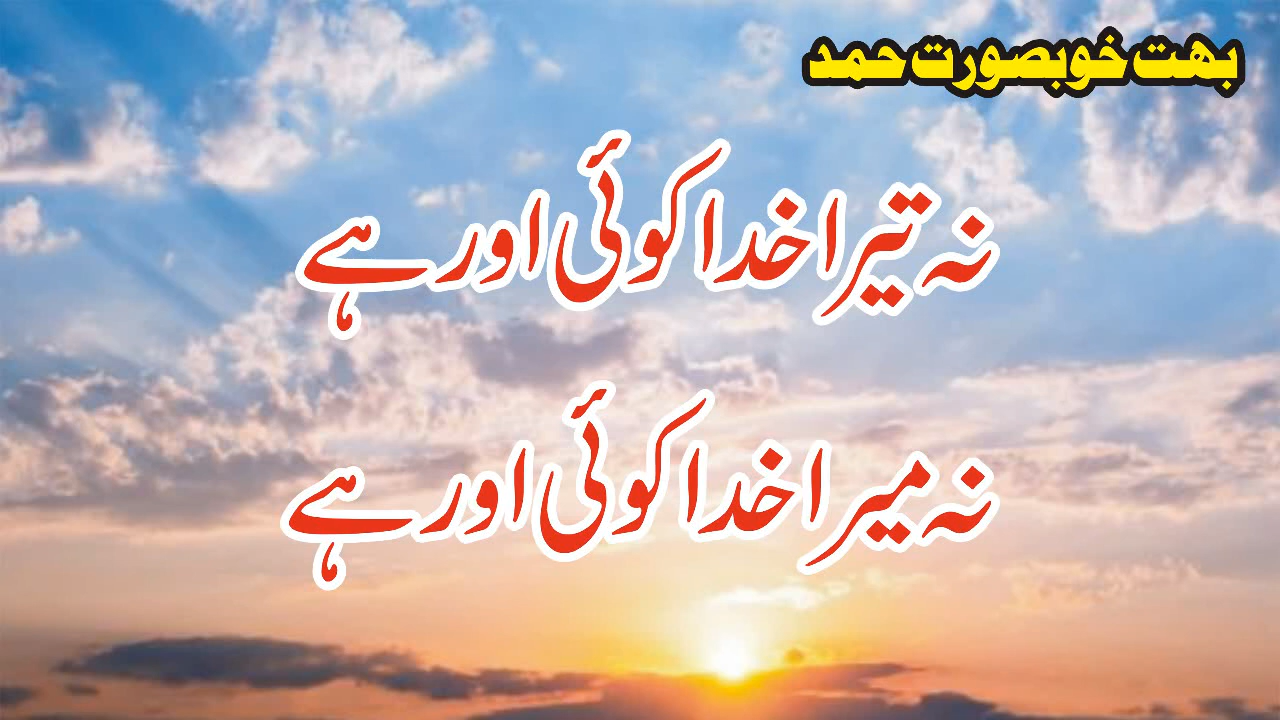 بہت خوبصورت حمد
نہ تیرا خدا کوئی اور ہے
نہ میرا خدا کوئی اور ہے